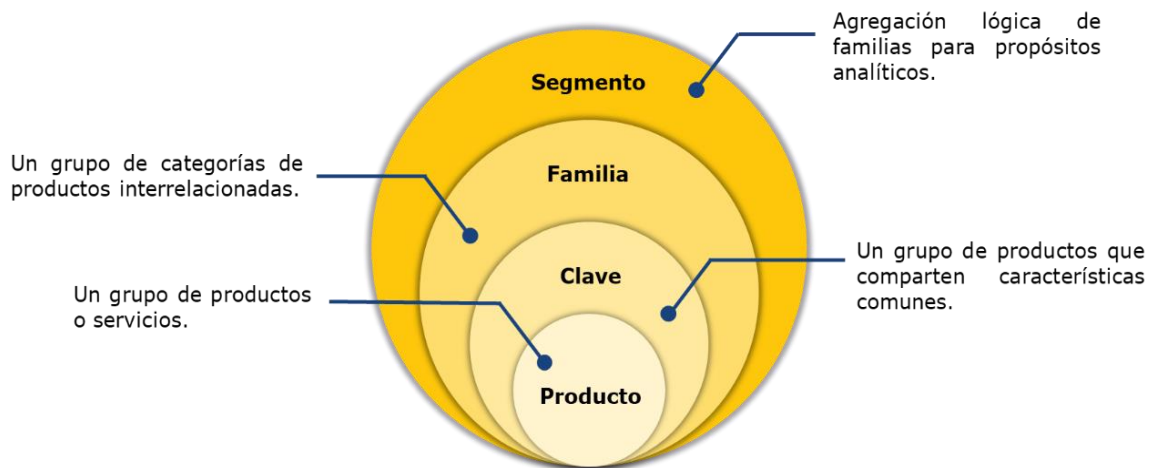 Agregación lógica de
familias para propósitos
analíticos.
Segmento
Un grupo de categorías de
productos interrelacionadas.
Familia
Un grupo de productos que
comparten características
comunes.
Clave
Un grupo de productos
o servicios.
Producto